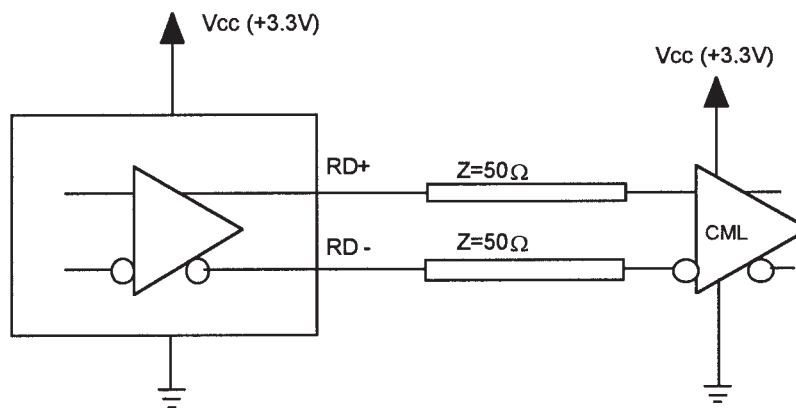 Vcc (+3.3V)
Vcc (+3.3V)
RD+
Z=50Ω
CML
RD -
Z=50Ω